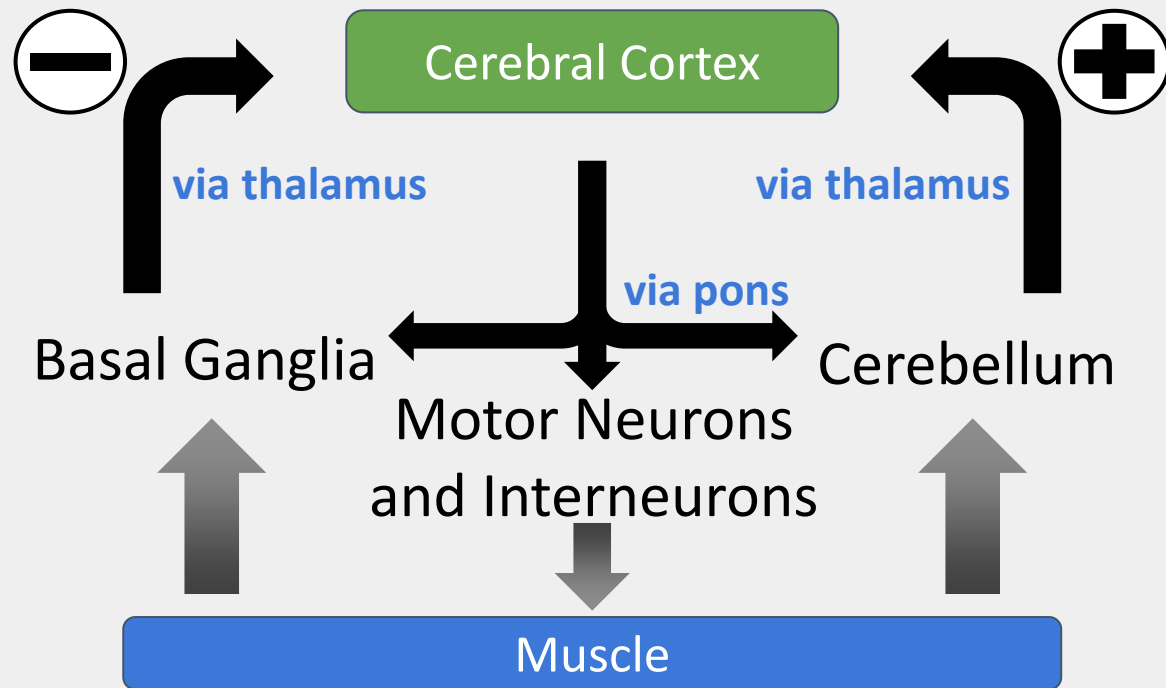 Cerebral Cortex
via thalamus
via thalamus
via pons
Basal Ganglia
Cerebellum
Motor Neurons
and Interneurons
Muscle